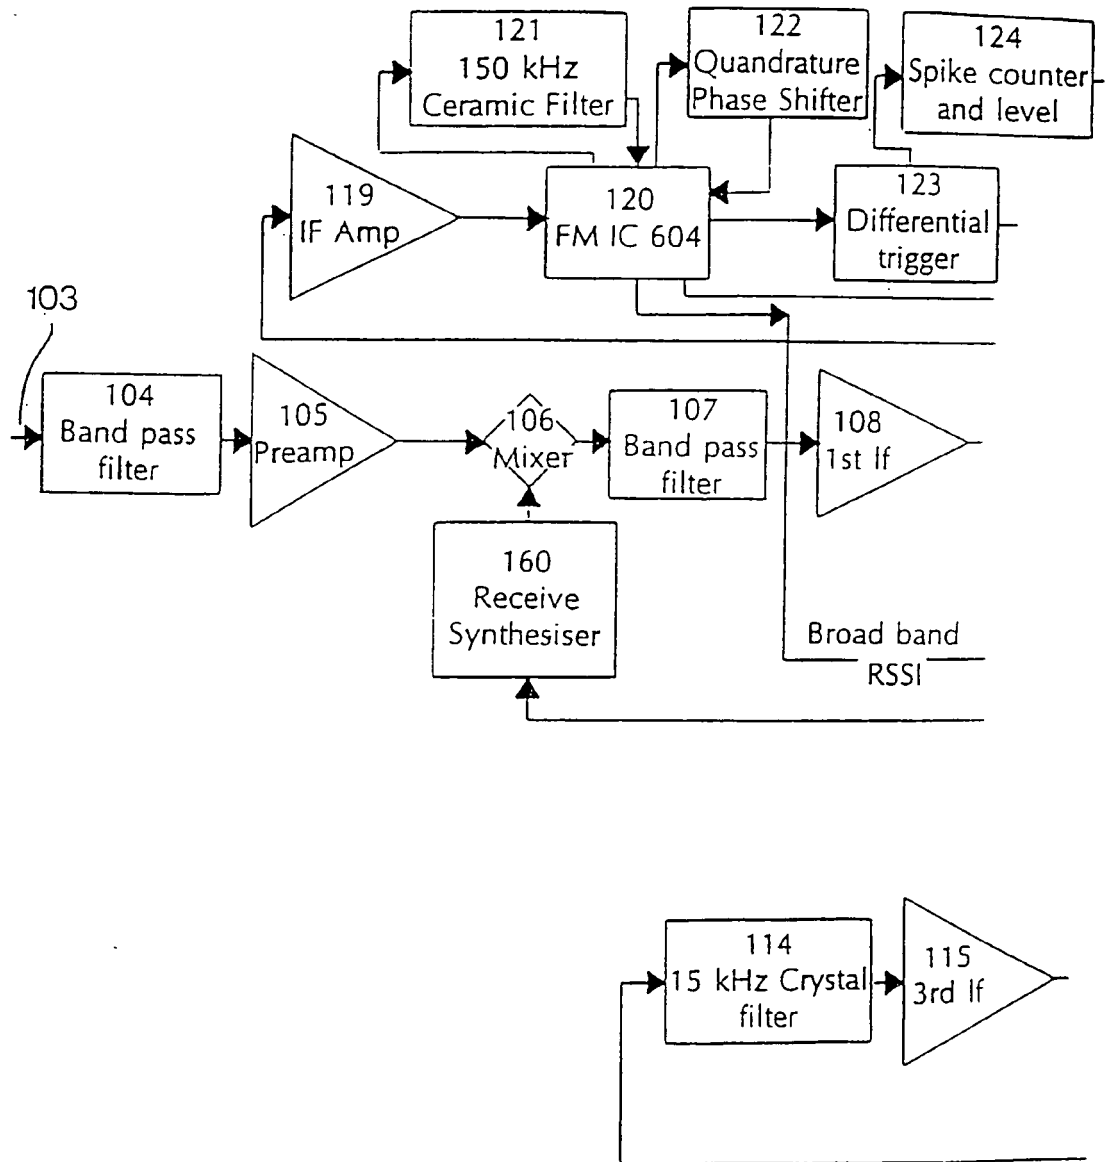 121
150 kHz
Ceramic Filter
122
Quandrature
Phase Shifter
124
Spike counter
and level
119
IF Amp
120
FM IC 604
123
Differential
trigger
103
104
Band pass
filter
105
Preamp
106
Mixer
107
Band pass
filter
108
1st If
160
Receive
Synthesiser
Broad band
RSSI
114
15 kHz Crystal
filter
115
3rd If